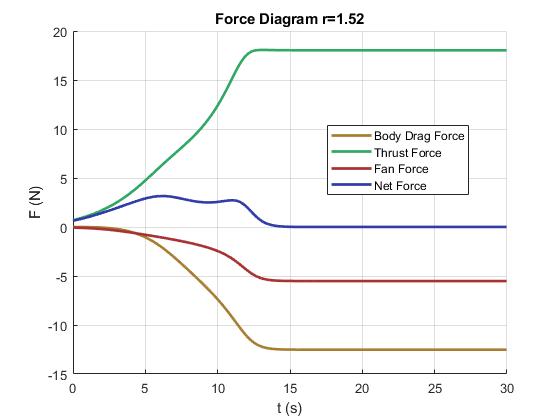 Force Diagram r=1.52
20
15
10
5
0
-5
-10
-15
F (N)
Body Drag Force
Thrust Force
Fan Force
Net Force
0 5 10 15 20 25 30
t (s)